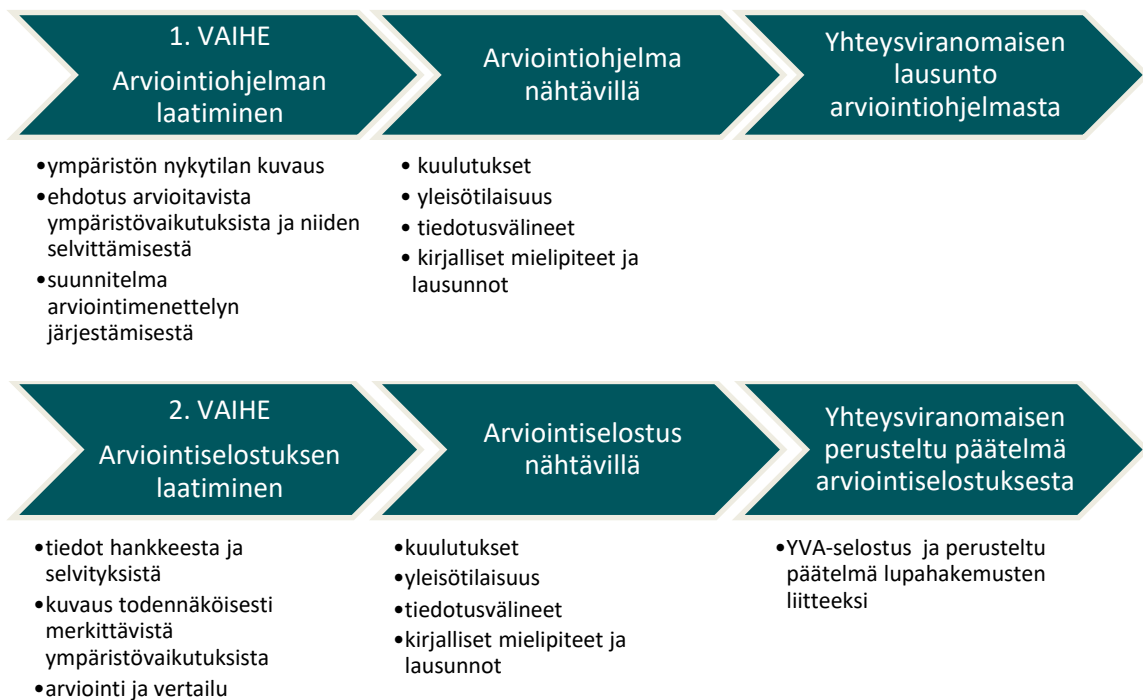 1. VAIHE
Arviointiohjelman
laatiminen
Arviointiohjelma
nähtävillä
Yhteysviranomaisen
lausunto
arviointiohjelmasta
•ympäristön nykytilan kuvaus
•ehdotus arvioitavista
ympäristövaikutuksista ja niiden
selvittämisestä
•suunnitelma
arviointimenettelyn
järjestämisestä
• kuulutukset
• yleisötilaisuus
• tiedotusvälineet
• kirjalliset mielipiteet ja
lausunnot
2. VAIHE
Arviointiselostuksen
laatiminen
Arviointiselostus
nähtävillä
Yhteysviranomaisen
perusteltu päätelmä
arviointiselostuksesta
•tiedot hankkeesta ja
selvityksistä
•kuvaus todennäköisesti
merkittävistä
ympäristövaikutuksista
•arviointi ja vertailu
•kuulutukset
•yleisötilaisuus
•tiedotusvälineet
•kirjalliset mielipiteet ja
lausunnot
•YVA-selostus ja perusteltu
päätelmä lupahakemusten
liitteeksi